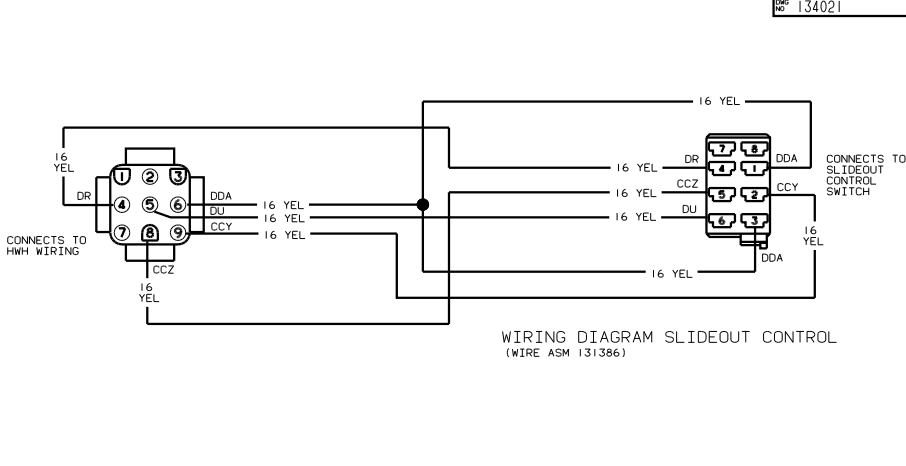 DWG
NO 134021
16 YEL
16
YEL
DR
DDA
16 YEL
DU
16 YEL
CCY
16 YEL
1 2 3
4 5 6
7 8 9
CONNECTS TO
HWH WIRING
CCZ
16
YEL
DR
16 YEL
CCZ
16 YEL
DU
16 YEL
7 8
4 1
5 2
6 3
DDA
CCY
CONNECTS TO
SLIDEOUT
CONTROL
SWITCH
16
YEL
DDA
16 YEL
WIRING DIAGRAM SLIDEOUT CONTROL
(WIRE ASM 131386)